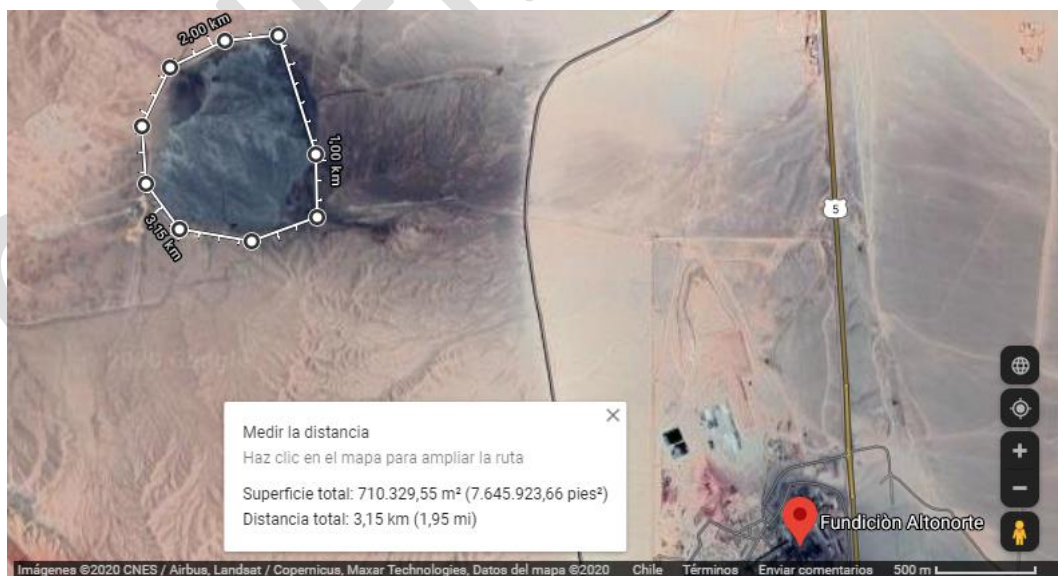 2,00 km
1,00 km
3,15 km
5
Medir la distancia
Haz clic en el mapa para ampliar la ruta
Superficie total: 710.329,55 m² (7.645.923,66 pies²)
Distancia total: 3,15 km (1,95 mi)
Fundiciòn Altonorte
Imágenes ©2020 CNES / Airbus, Landsat / Copernicus, Maxar Technologies, Datos del mapa ©2020 Chile Términos Enviar comentarios 500 m